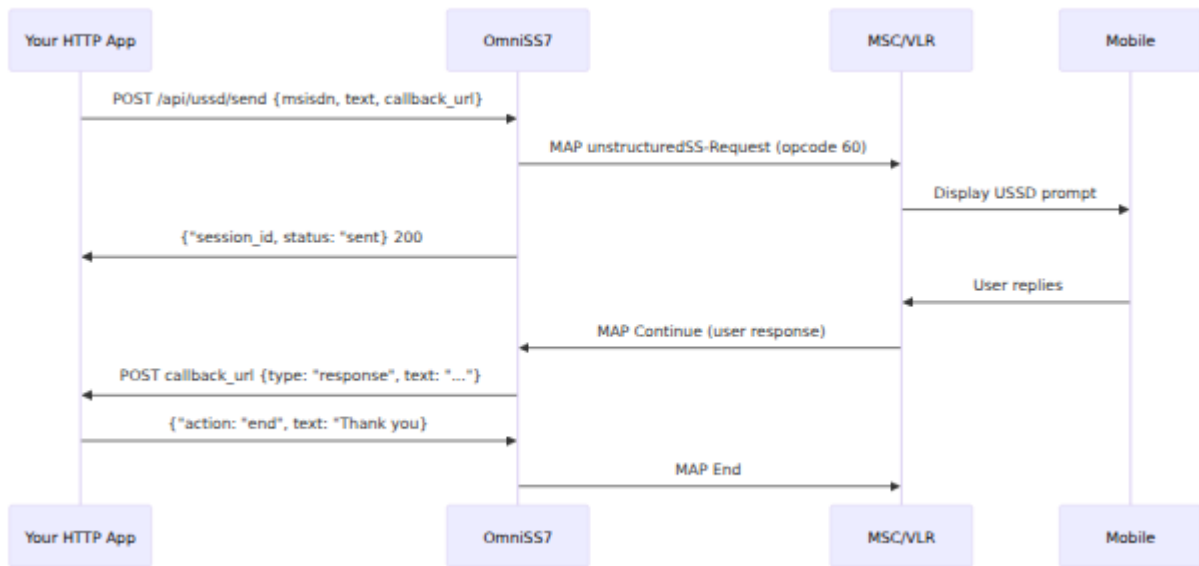 Your HTTP App OmniSS7 MSC/VLR Mobile
POST /api/ussd/send {msisdn, text, callback_url}
MAP unstructuredSS-Request (opcode 60)
Display USSD prompt
{"session_id, status: "sent} 200
User replies
MAP Continue (user response)
POST callback_url {type: "response", text: "..."}
{"action: "end", text: "Thank you}
MAP End
Your HTTP App OmniSS7 MSC/VLR Mobile